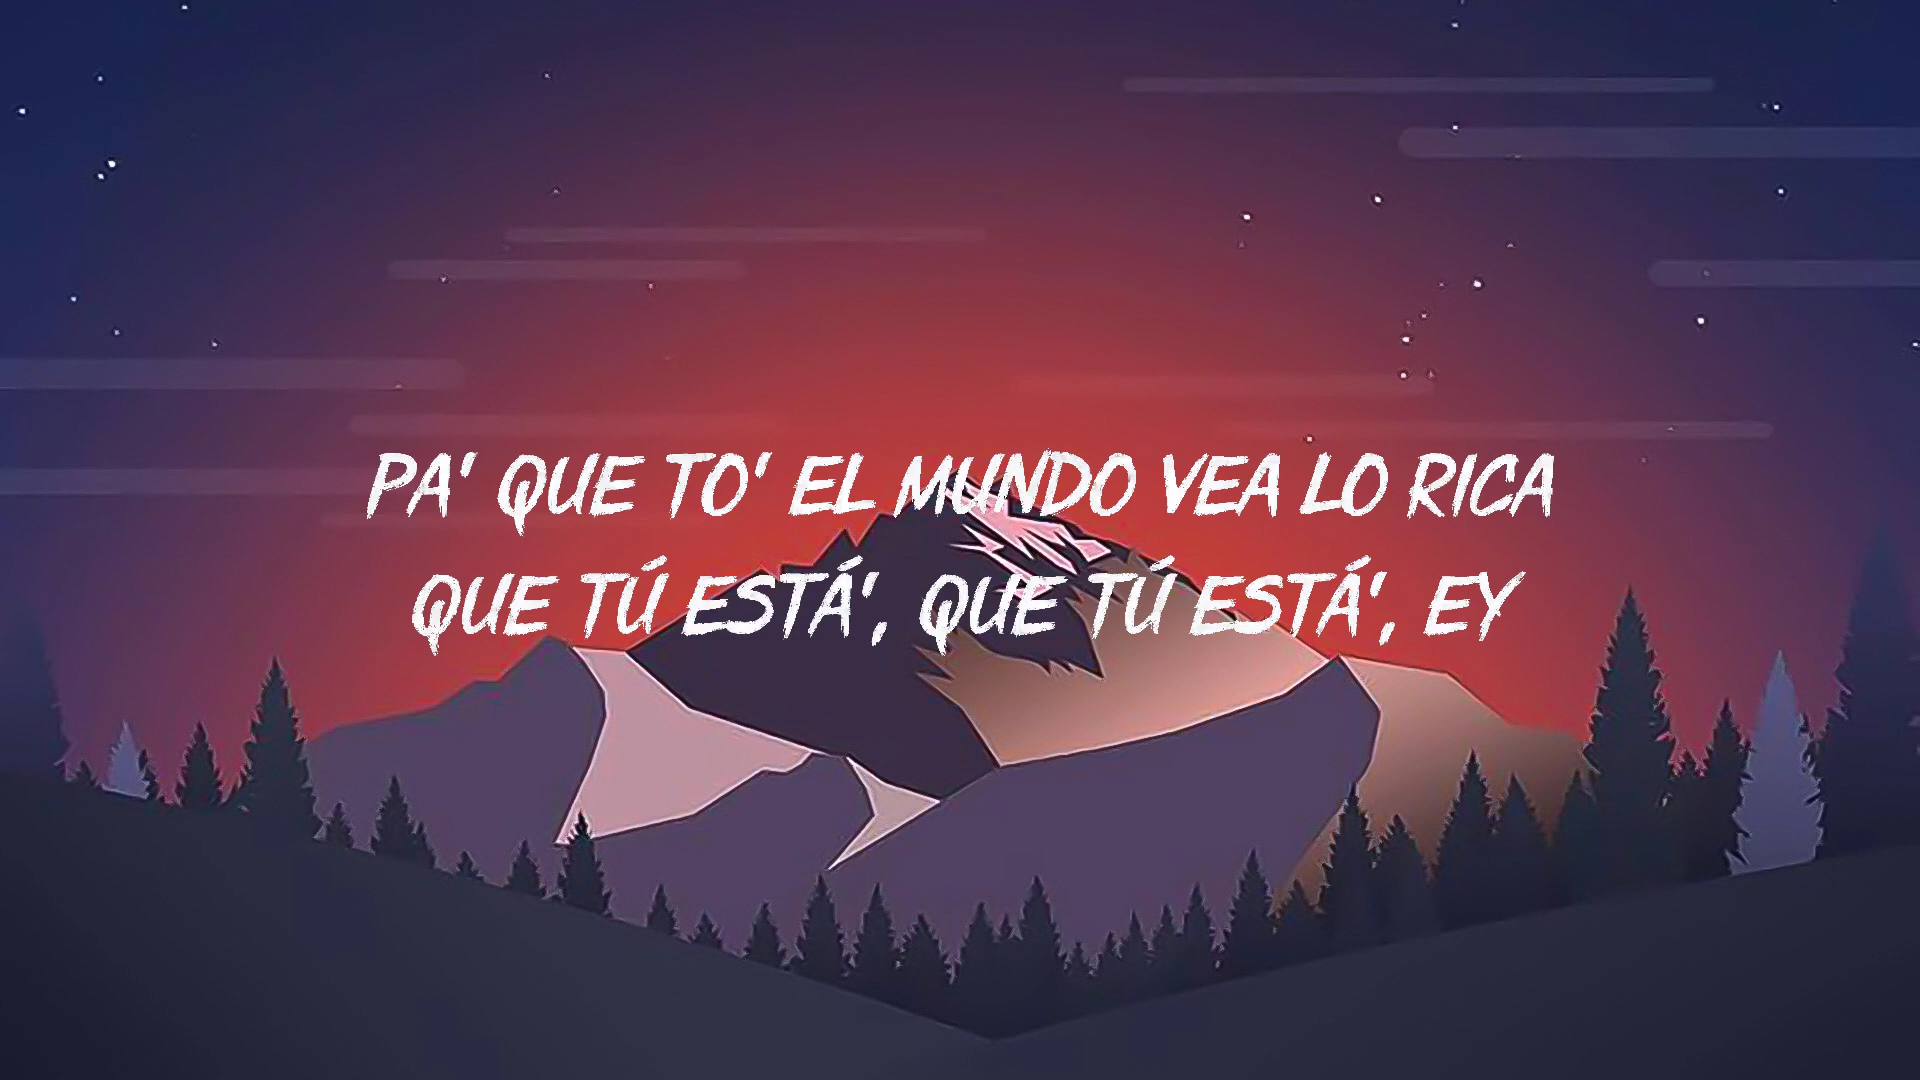 PA' QUE TO' EL MUNDO VEA LO RICA
QUE TÚ ESTÁ', QUE TÚ ESTÁ', EY